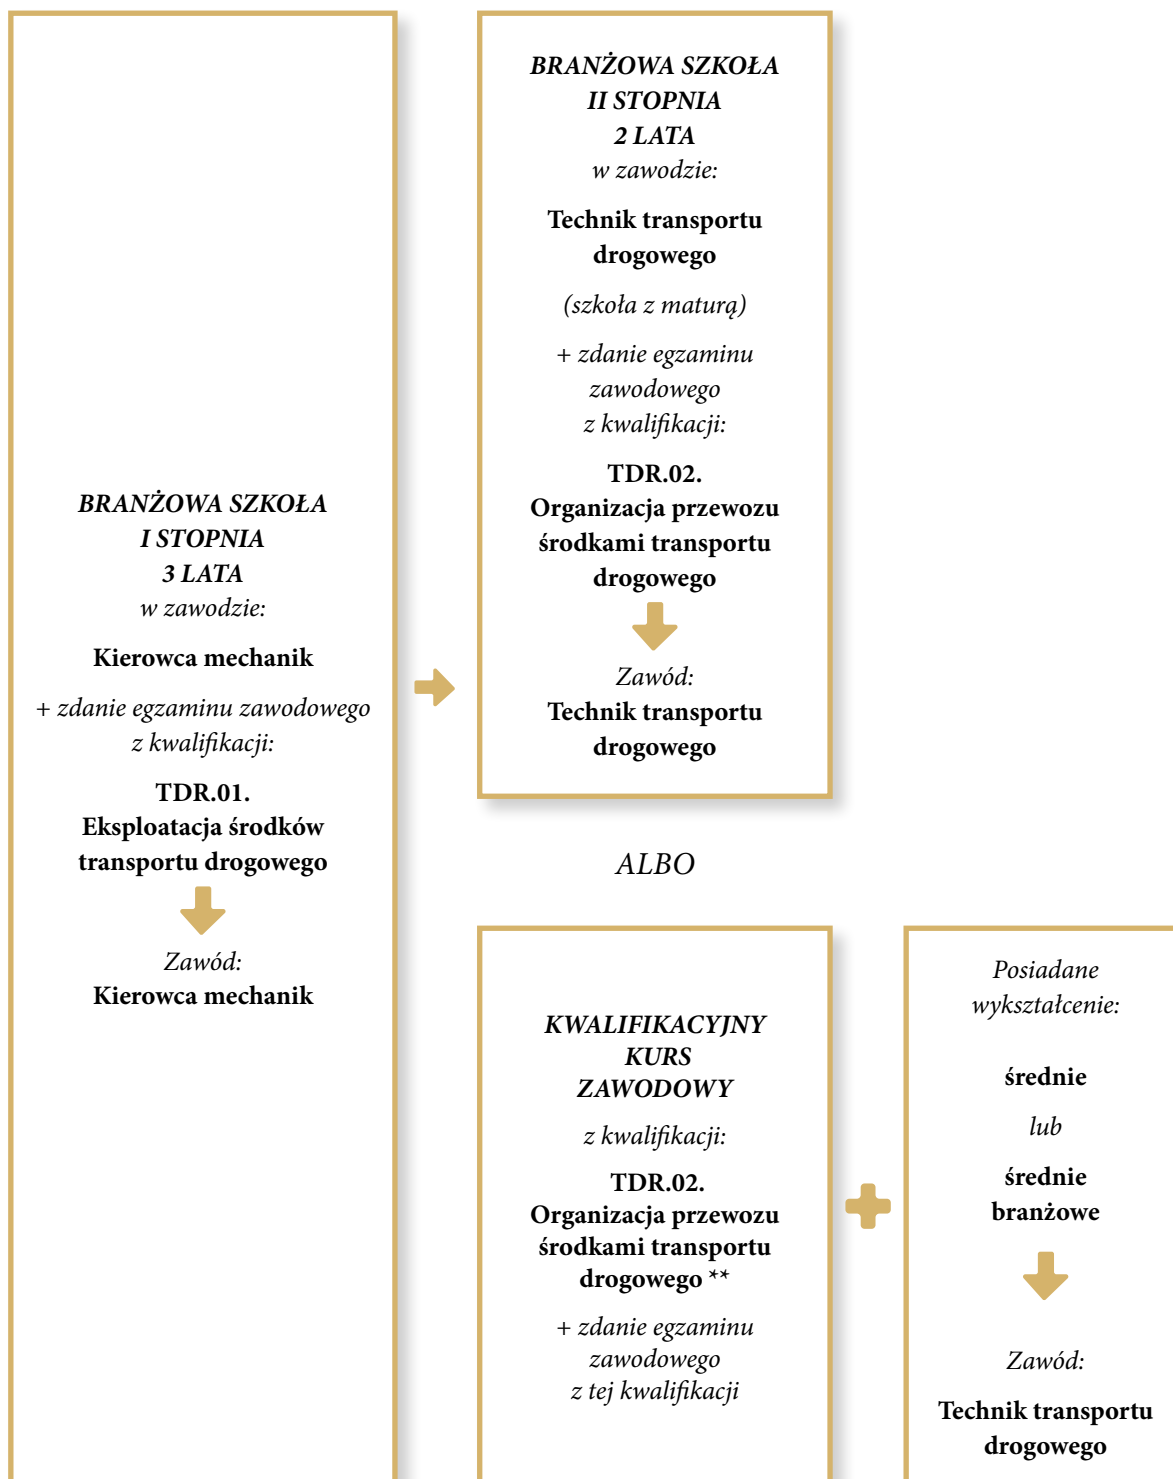 BRANŻOWA SZKOŁA
I STOPNIA
3 LATA
w zawodzie:
Kierowca mechanik
+ zdanie egzaminu zawodowego
z kwalifikacji:
TDR.01.
Eksploatacja środków
transportu drogowego
Zawód:
Kierowca mechanik
BRANŻOWA SZKOŁA
II STOPNIA
2 LATA
w zawodzie:
Technik transportu
drogowego
(szkoła z maturą)
+ zdanie egzaminu
zawodowego
z kwalifikacji:
TDR.02.
Organizacja przewozu
środkami transportu
drogowego
Zawód:
Technik transportu
drogowego
ALBO
KWALIFIKACYJNY
KURS
ZAWODOWY
z kwalifikacji:
TDR.02.
Organizacja przewozu
środkami transportu
drogowego **
+ zdanie egzaminu
zawodowego
z tej kwalifikacji
Posiadane
wykształcenie:
średnie
lub
średnie
branżowe
Zawód:
Technik transportu
drogowego